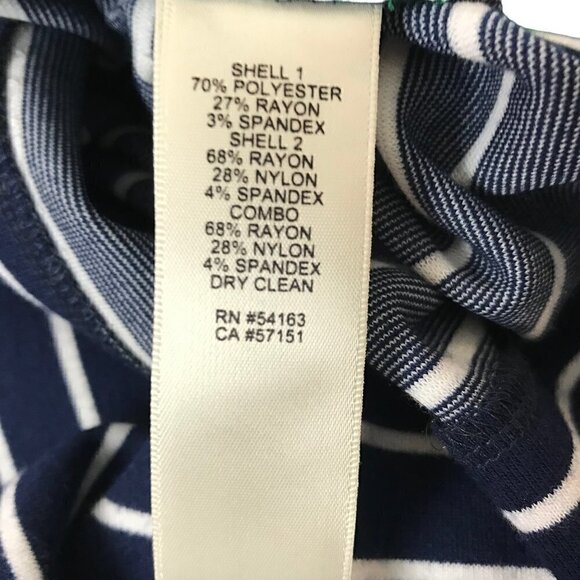 SHELL 1
70% POLYESTER
27% RAYON
3% SPANDEX
SHELL 2
68% RAYON
28% NYLON
4% SPANDEX
COMBO
68% RAYON
28% NYLON
4% SPANDEX
DRY CLEAN
RN #54163
CA #57151